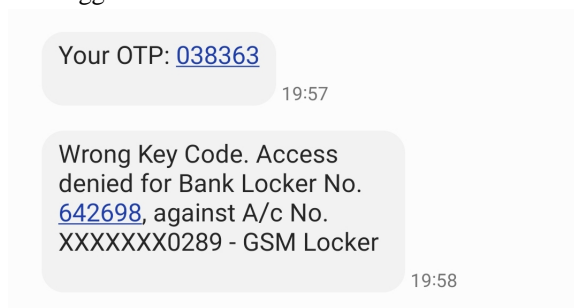 Your OTP: 038363
19:57
Wrong Key Code. Access
denied for Bank Locker No.
642698, against A/c No.
XXXXXXX0289 - GSM Locker
19:58